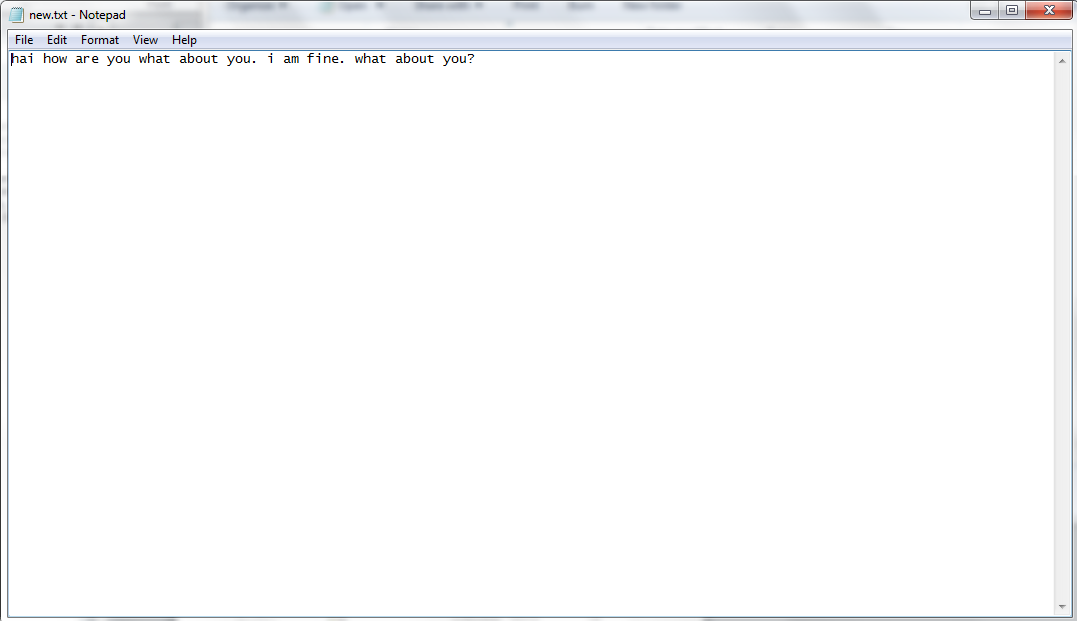 new.txt - Notepad
File Edit Format View Help
hai how are you what about you. i am fine. what about you?